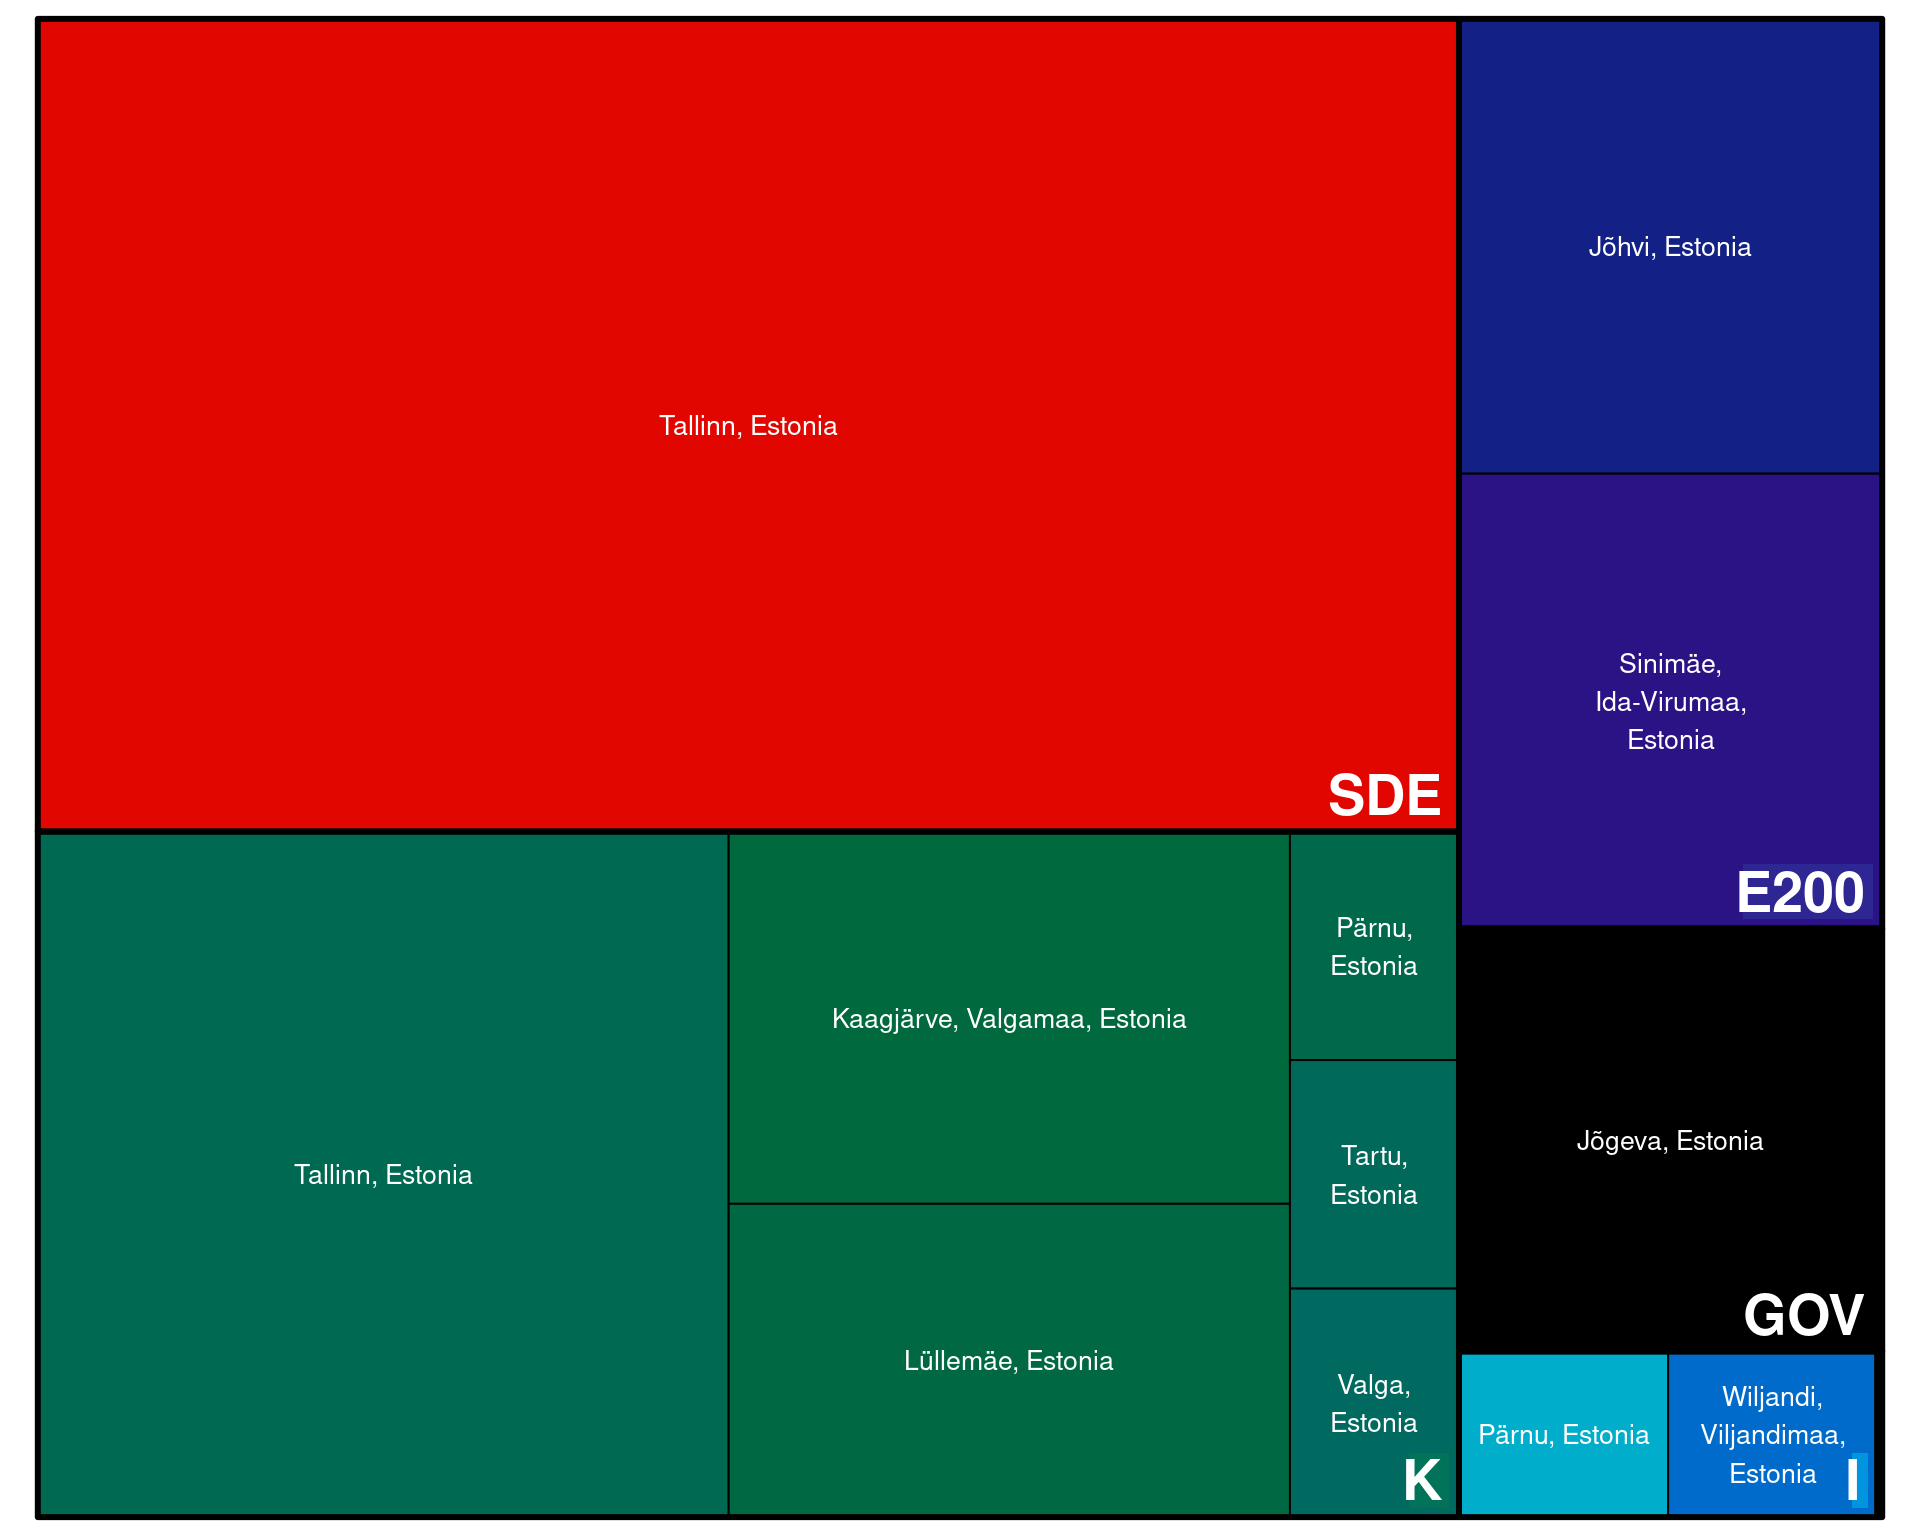 Tallinn, Estonia
SDE
Tallinn, Estonia
Kaagjärve, Valgamaa, Estonia
Lüllemäe, Estonia
Pärnu,
Estonia
Tartu,
Estonia
Valga,
Estonia
K
Jõhvi, Estonia
Sinimäe,
Ida-Virumaa,
Estonia
E200
Jõgeva, Estonia
GOV
Pärnu, Estonia
Wiljandi,
Viljandimaa,
Estonia
I